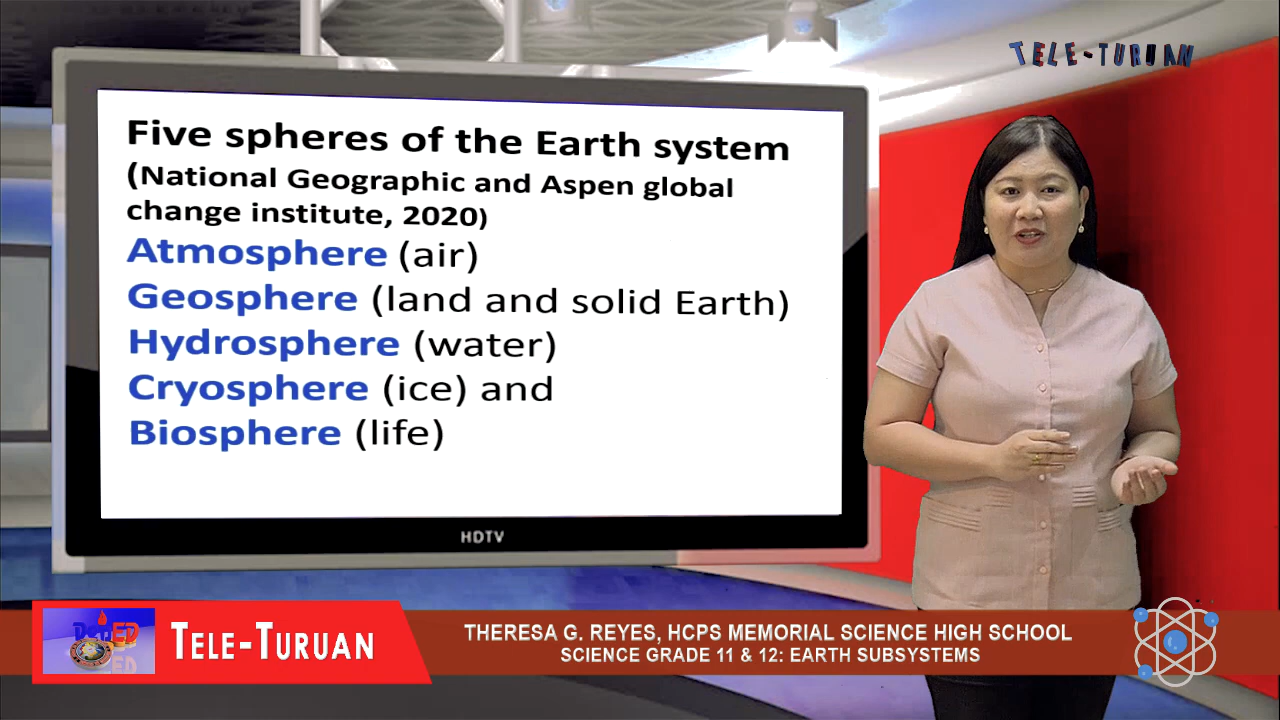 TELE-TURUAN
Five spheres of the Earth system
(National Geographic and Aspen global
change institute, 2020)
Atmosphere (air)
Geosphere (land and solid Earth)
Hydrosphere (water)
Cryosphere (ice) and
Biosphere (life)
HDTV
DepED
TELE-TURUAN
THERESA G. REYES, HCPS MEMORIAL SCIENCE HIGH SCHOOL
SCIENCE GRADE 11 & 12: EARTH SUBSYSTEMS